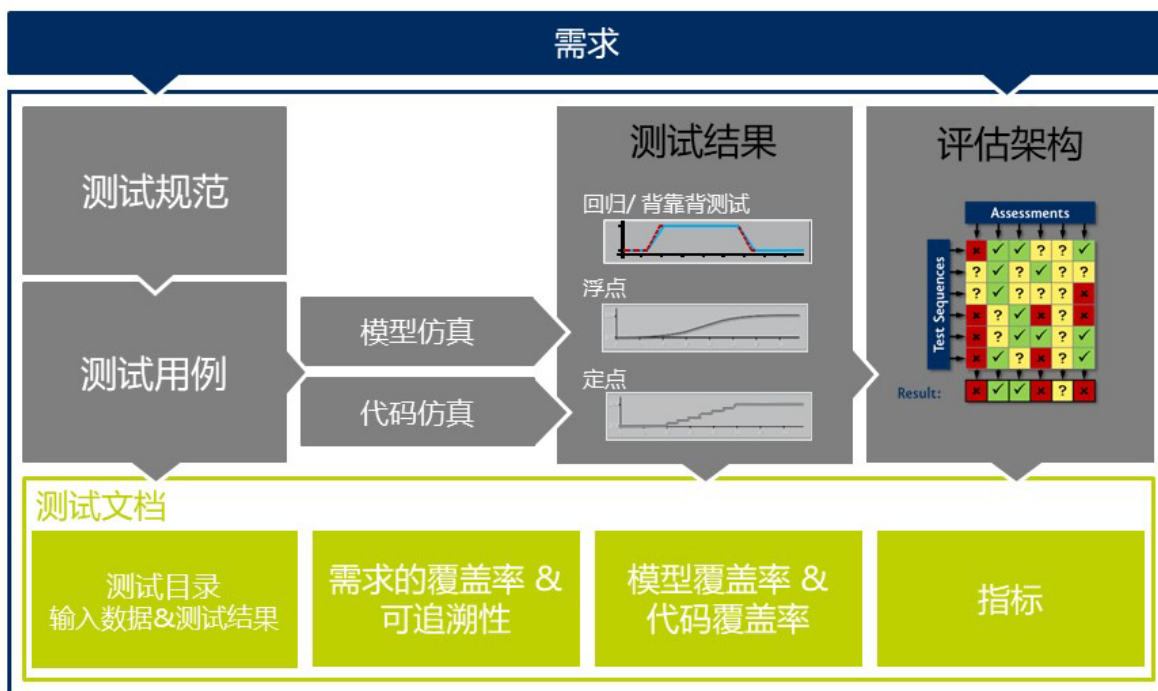 需求
测试规范
测试用例
模型仿真
代码仿真
测试结果
回归/ 背靠背测试
浮点
定点
评估架构
Assessments
Test Sequences
× ✓ ✓ ? ? ✓
? ✓ ? ✓ ? ?
? ✓ ? ? ? ×
× ? ✓ × ? ×
× ? ✓ ✓ ? ✓
× ✓ ? × ? ✓
Result: × ✓ ✓ × ? ×
测试文档
测试目录
输入数据&测试结果
需求的覆盖率 &
可追溯性
模型覆盖率 &
代码覆盖率
指标